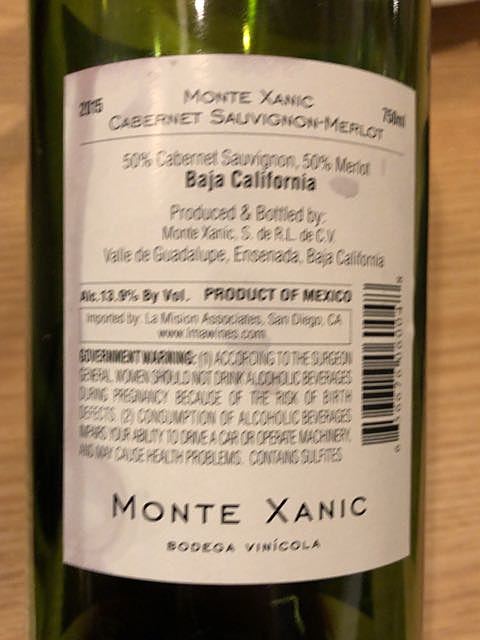 2015
MONTE XANIC
CABERNET SAUVIGNON-MERLOT
750ml
50% Cabernet Sauvignon, 50% Merlot
Baja California
Produced & Bottled by:
Monte Xanic, S. de R.L. de C.V.
Valle de Guadalupe, Ensenada, Baja California
Alc.13.9% By Vol. PRODUCT OF MEXICO
Imported by: La Mision Associates, San Diego, CA
www.lmawines.com
GOVERNMENT WARNING: (1) ACCORDING TO THE SURGEON
GENERAL, WOMEN SHOULD NOT DRINK ALCOHOLIC BEVERAGES
DURING PREGNANCY BECAUSE OF THE RISK OF BIRTH
DEFECTS. (2) CONSUMPTION OF ALCOHOLIC BEVERAGES
IMPAIRS YOUR ABILITY TO DRIVE A CAR OR OPERATE MACHINERY,
AND MAY CAUSE HEALTH PROBLEMS. CONTAINS SULFITES
MONTE XANIC
BODEGA VINÍCOLA